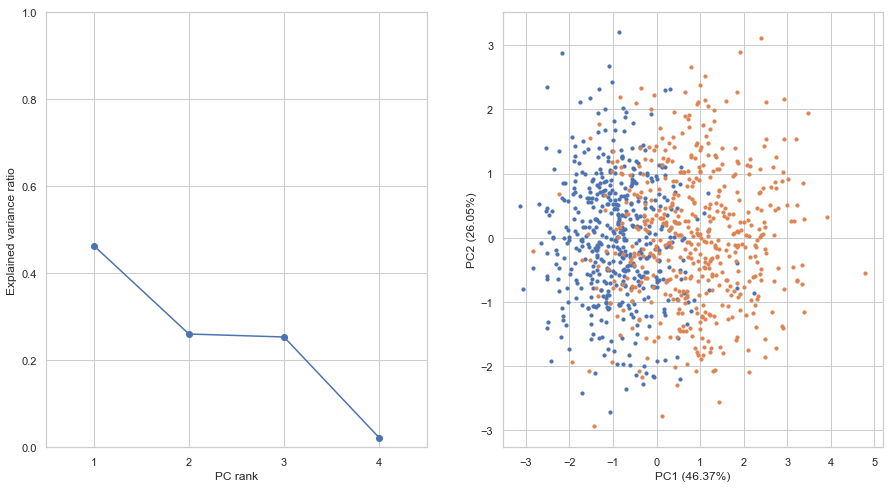 1.0
0.8
0.6
0.4
0.2
0.0
Explained variance ratio
1 2 3 4
PC rank
3
2
1
0
−1
−2
−3
PC2 (26.05%)
−3 −2 −1 0 1 2 3 4 5
PC1 (46.37%)